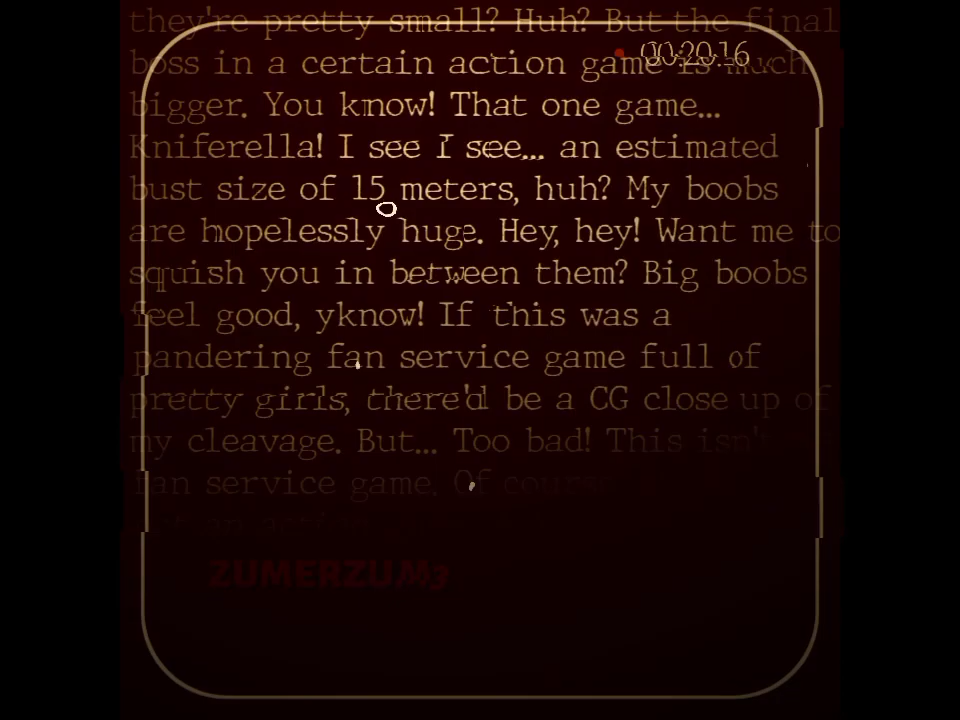 they're pretty small? Huh? But the final
00:20:16
boss in a certain action game is much
bigger. You know! That one game...
Kniferella! I see I see... an estimated
bust size of 15 meters, huh? My boobs
are hopelessly huge. Hey, hey! Want me to
squish you in between them? Big boobs
feel good, yknow! If this was a
pandering fan service game full of
pretty girls, there'd be a CG close up of
my cleavage. But... Too bad! This isn't
fan service game. Of course
ZUMERZUM3